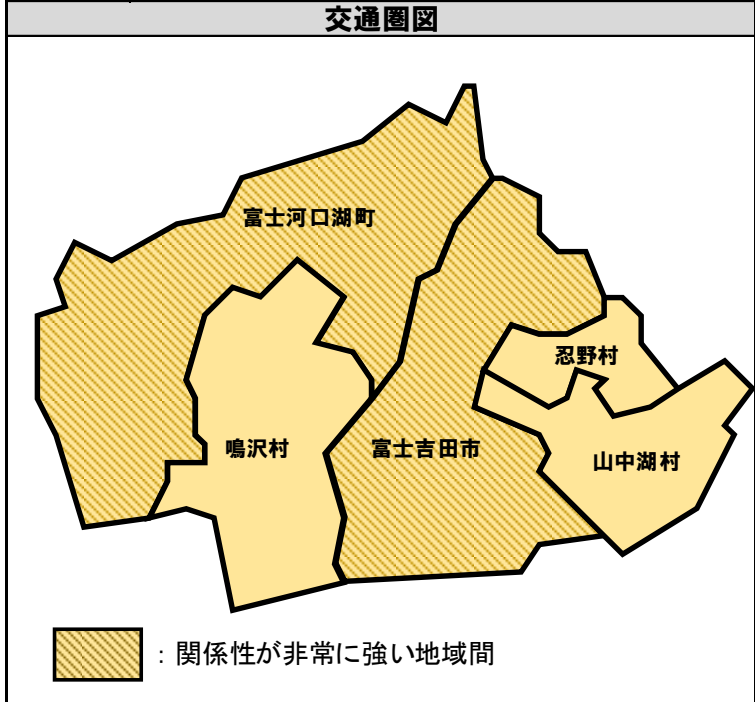 交通圏図
富士河口湖町
忍野村
鳴沢村
富士吉田市
山中湖村
：関係性が非常に強い地域間